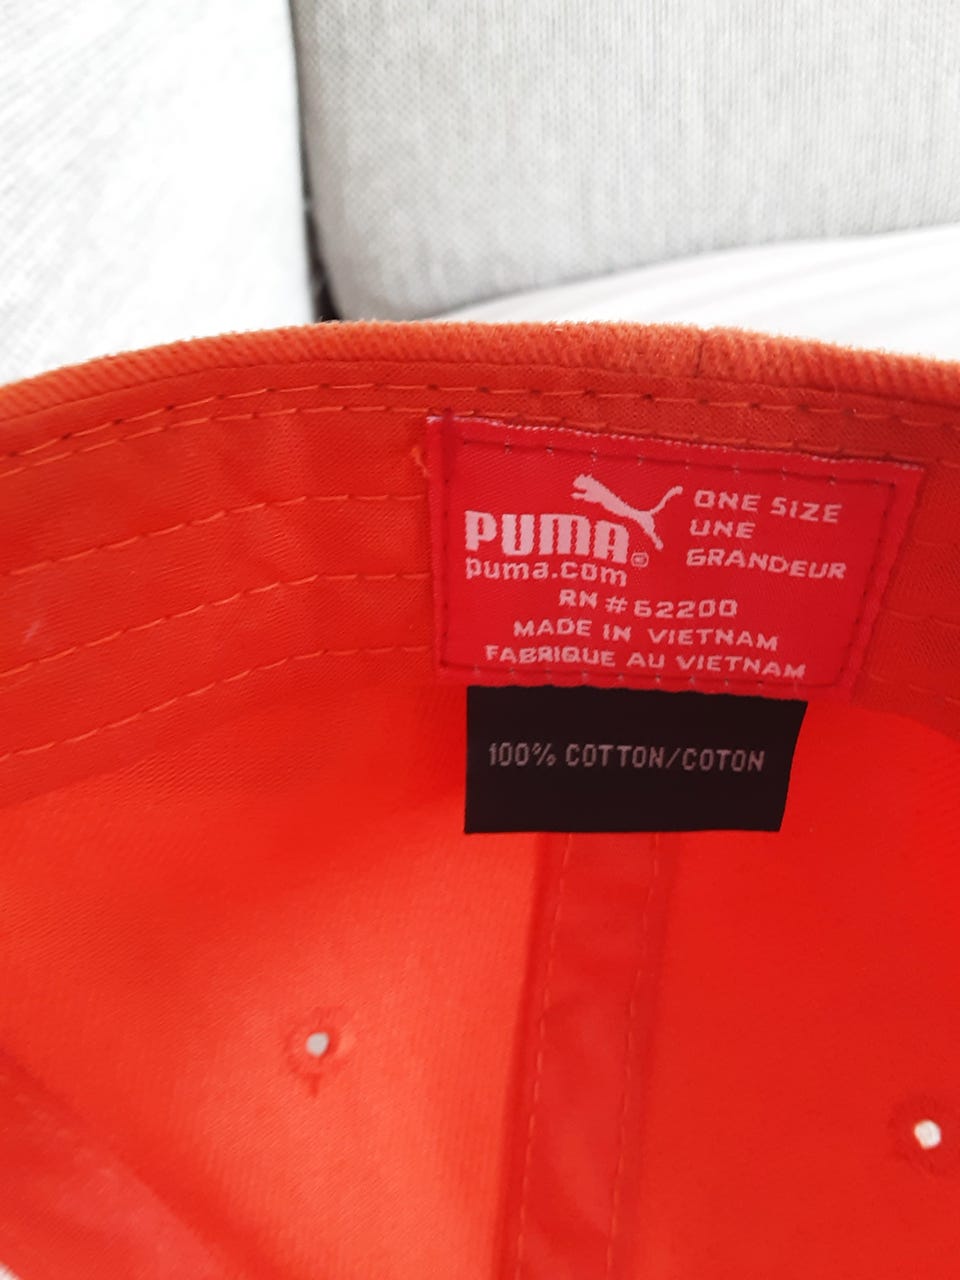 PUMA®
puma.com
ONE SIZE
UNE
GRANDEUR
RN #62200
MADE IN VIETNAM
FABRIQUE AU VIETNAM
100% COTTON/COTON